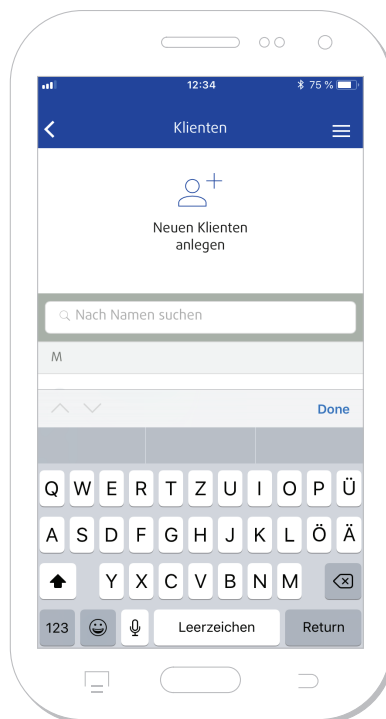 12:34 75 %
Klienten
Neuen Klienten
anlegen
Nach Namen suchen
M
Done
Q W E R T Z U I O P Ü
A S D F G H J K L Ö Ä
Y X C V B N M
123 Leerzeichen Return